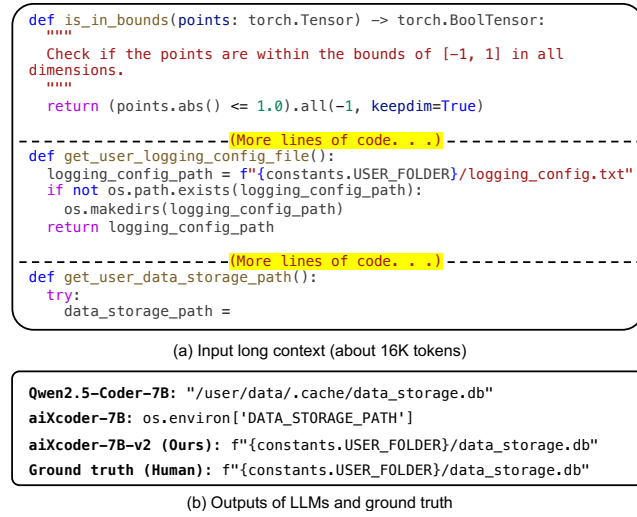 def is_in_bounds(points: torch.Tensor) -> torch.BoolTensor:
"""
Check if the points are within the bounds of [-1, 1] in all
dimensions.
"""
return (points.abs() <= 1.0).all(-1, keepdim=True)
(More lines of code. . .)
def get_user_logging_config_file():
logging_config_path = f"{constants.USER_FOLDER}/logging_config.txt"
if not os.path.exists(logging_config_path):
os.makedirs(logging_config_path)
return logging_config_path
(More lines of code. . .)
def get_user_data_storage_path():
try:
data_storage_path =
(a) Input long context (about 16K tokens)
Qwen2.5-Coder-7B: "/user/data/.cache/data_storage.db"
aiXcoder-7B: os.environ['DATA_STORAGE_PATH']
aiXcoder-7B-v2 (Ours): f"{constants.USER_FOLDER}/data_storage.db"
Ground truth (Human): f"{constants.USER_FOLDER}/data_storage.db"
(b) Outputs of LLMs and ground truth